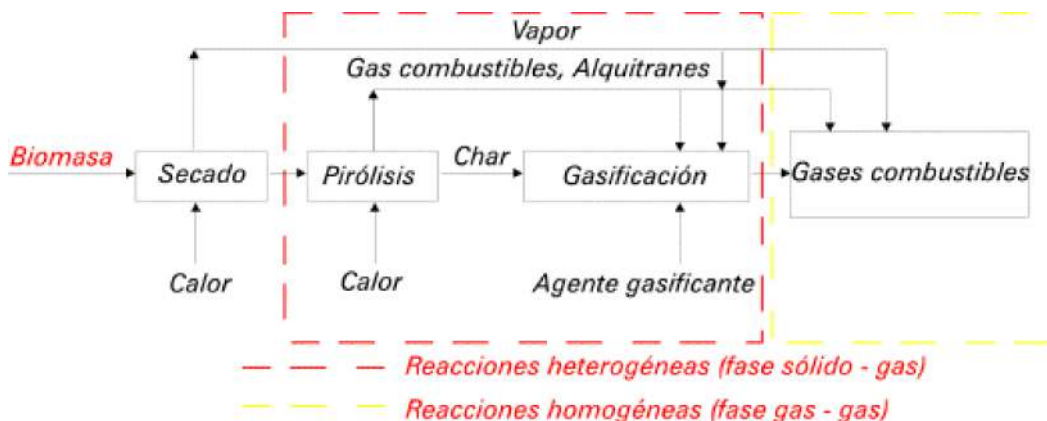 Vapor
Gas combustibles, Alquitranes
Biomasa
Secado
Pirólisis
Char
Gasificación
Gases combustibles
Calor
Calor
Agente gasificante
Reacciones heterogéneas (fase sólido - gas)
Reacciones homogéneas (fase gas - gas)